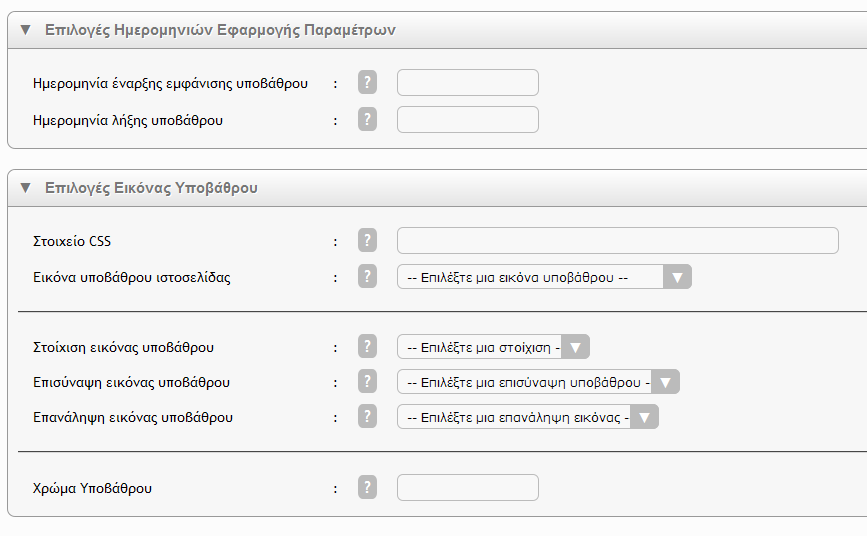 ▼ Επιλογές Ημερομηνιών Εφαρμογής Παραμέτρων
Ημερομηνία έναρξης εμφάνισης υποβάθρου : ?
Ημερομηνία λήξης υποβάθρου : ?
▼ Επιλογές Εικόνας Υποβάθρου
Στοιχείο CSS : ?
Εικόνα υποβάθρου ιστοσελίδας : ? -- Επιλέξτε μια εικόνα υποβάθρου -- ▼
Στοίχιση εικόνας υποβάθρου : ? -- Επιλέξτε μια στοίχιση - ▼
Επισύναψη εικόνας υποβάθρου : ? -- Επιλέξτε μια επισύναψη υποβάθρου - ▼
Επανάληψη εικόνας υποβάθρου : ? -- Επιλέξτε μια επανάληψη εικόνας - ▼
Χρώμα Υποβάθρου : ?